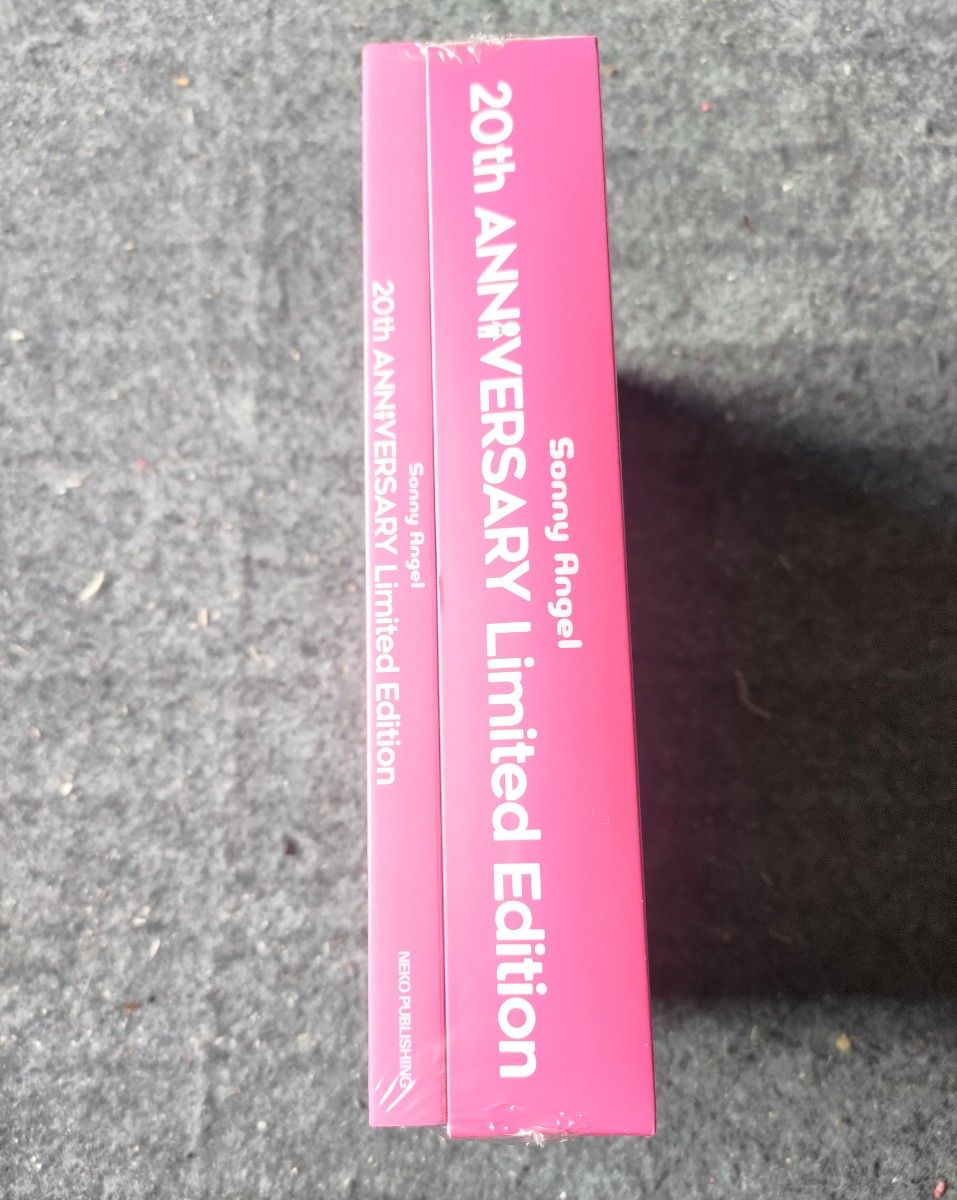 Sonny Angel
20th ANNiVERSARY Limited Edition
Sonny Angel
20th ANNiVERSARY Limited Edition
NEKO PUBLISHING